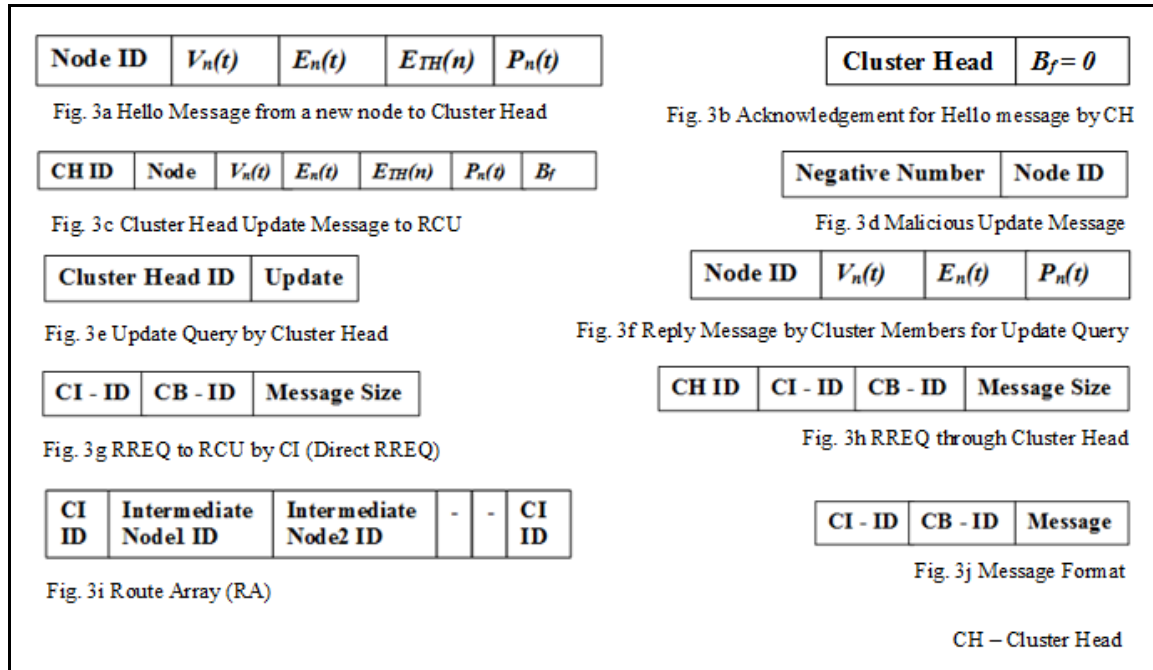 Node ID Vn(t) En(t) ETH(n) Pn(t)
Fig. 3a Hello Message from a new node to Cluster Head
Cluster Head Bf = 0
Fig. 3b Acknowledgement for Hello message by CH
CH ID Node Vn(t) En(t) ETH(n) Pn(t) Bf
Fig. 3c Cluster Head Update Message to RCU
Negative Number Node ID
Fig. 3d Malicious Update Message
Cluster Head ID Update
Fig. 3e Update Query by Cluster Head
Node ID Vn(t) En(t) Pn(t)
Fig. 3f Reply Message by Cluster Members for Update Query
CI - ID CB - ID Message Size
Fig. 3g RREQ to RCU by CI (Direct RREQ)
CH ID CI - ID CB - ID Message Size
Fig. 3h RREQ through Cluster Head
CI Intermediate Intermediate - - CI
ID Node1 ID Node2 ID ID
Fig. 3i Route Array (RA)
CI - ID CB - ID Message
Fig. 3j Message Format
CH – Cluster Head